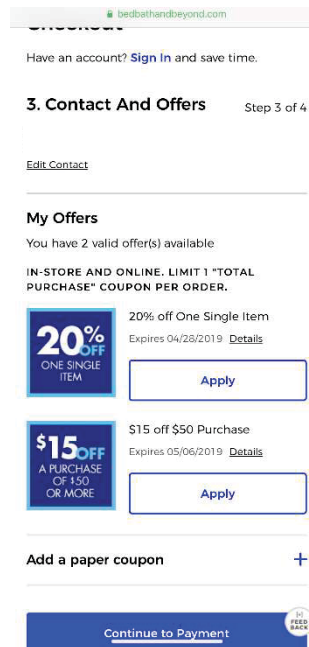 bedbathandbeyond.com
Checkout
Have an account? Sign In and save time.
3. Contact And Offers
Step 3 of 4
Edit Contact
My Offers
You have 2 valid offer(s) available
IN-STORE AND ONLINE. LIMIT 1 "TOTAL
PURCHASE" COUPON PER ORDER.
20%
OFF
ONE SINGLE
ITEM
20% off One Single Item
Expires 04/28/2019 Details
Apply
$15 OFF
A PURCHASE
OF $50
OR MORE
$15 off $50 Purchase
Expires 05/06/2019 Details
Apply
Add a paper coupon +
Continue to Payment
[+]
FEED
BACK